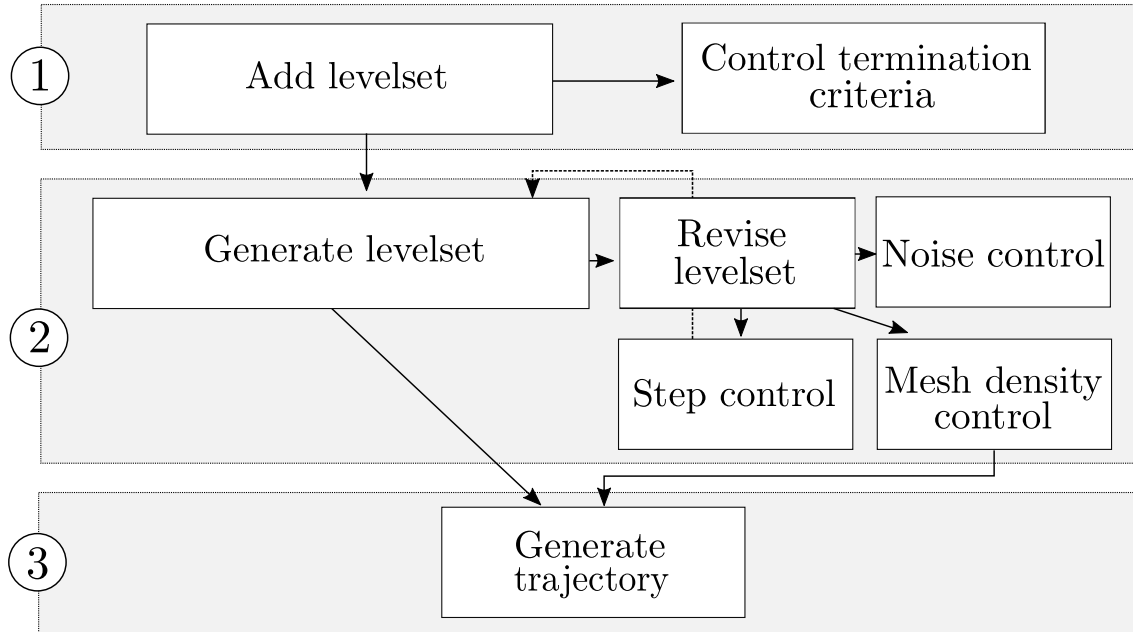 1
Add levelset
Control termination
criteria
2
Generate levelset
Revise
levelset
Noise control
Step control
Mesh density
control
3
Generate
trajectory